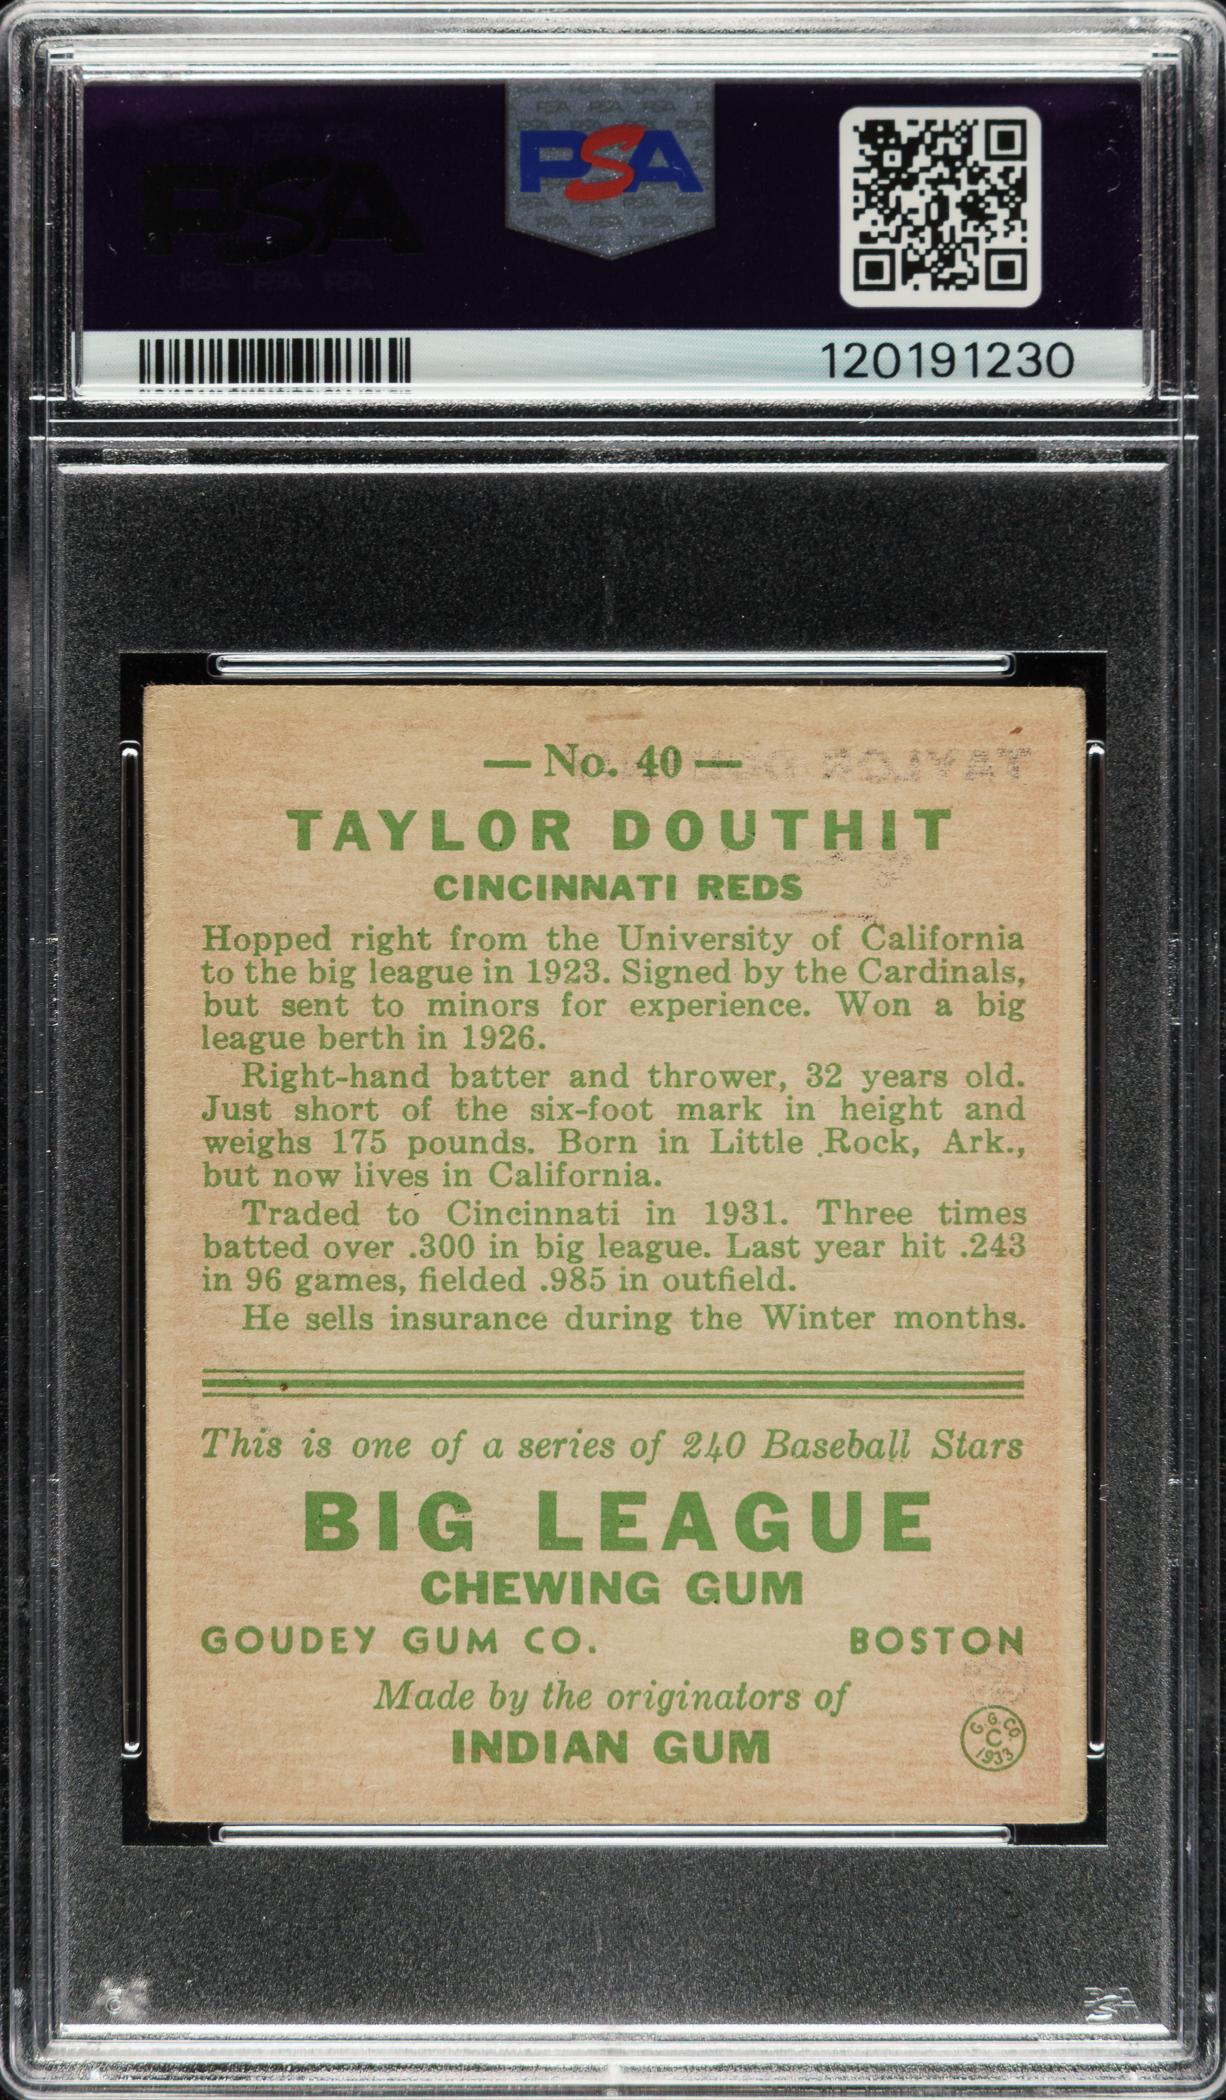 PSA
PSA
120191230
— No. 40 —
TAYLOR DOUTHIT
CINCINNATI REDS
Hopped right from the University of California
to the big league in 1923. Signed by the Cardinals,
but sent to minors for experience. Won a big
league berth in 1926.
Right-hand batter and thrower, 32 years old.
Just short of the six-foot mark in height and
weighs 175 pounds. Born in Little Rock, Ark.,
but now lives in California.
Traded to Cincinnati in 1931. Three times
batted over .300 in big league. Last year hit .243
in 96 games, fielded .985 in outfield.
He sells insurance during the Winter months.
This is one of a series of 240 Baseball Stars
BIG LEAGUE
CHEWING GUM
GOUDEY GUM CO. BOSTON
Made by the originators of
INDIAN GUM
G. G. CO.
C
1933